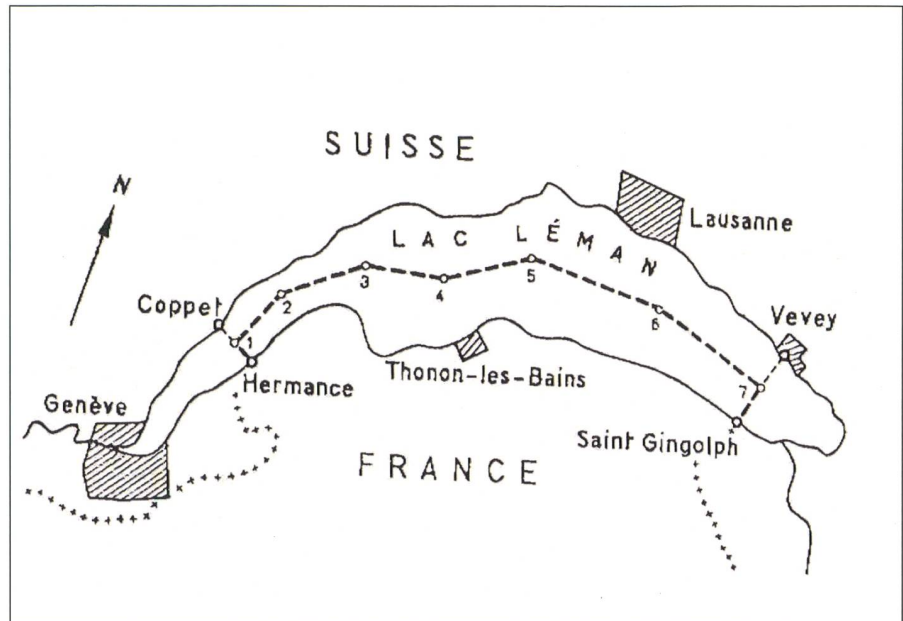 SUISSE
N
Lausanne
LAC LÉMAN
Coppet
1
2
3
4
5
6
7
Vevey
Hermance
Thonon-les-Bains
Genève
Saint Gingolph
FRANCE